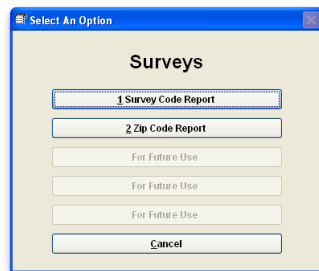 Select An Option
Surveys
1 Survey Code Report
2 Zip Code Report
For Future Use
For Future Use
For Future Use
Cancel